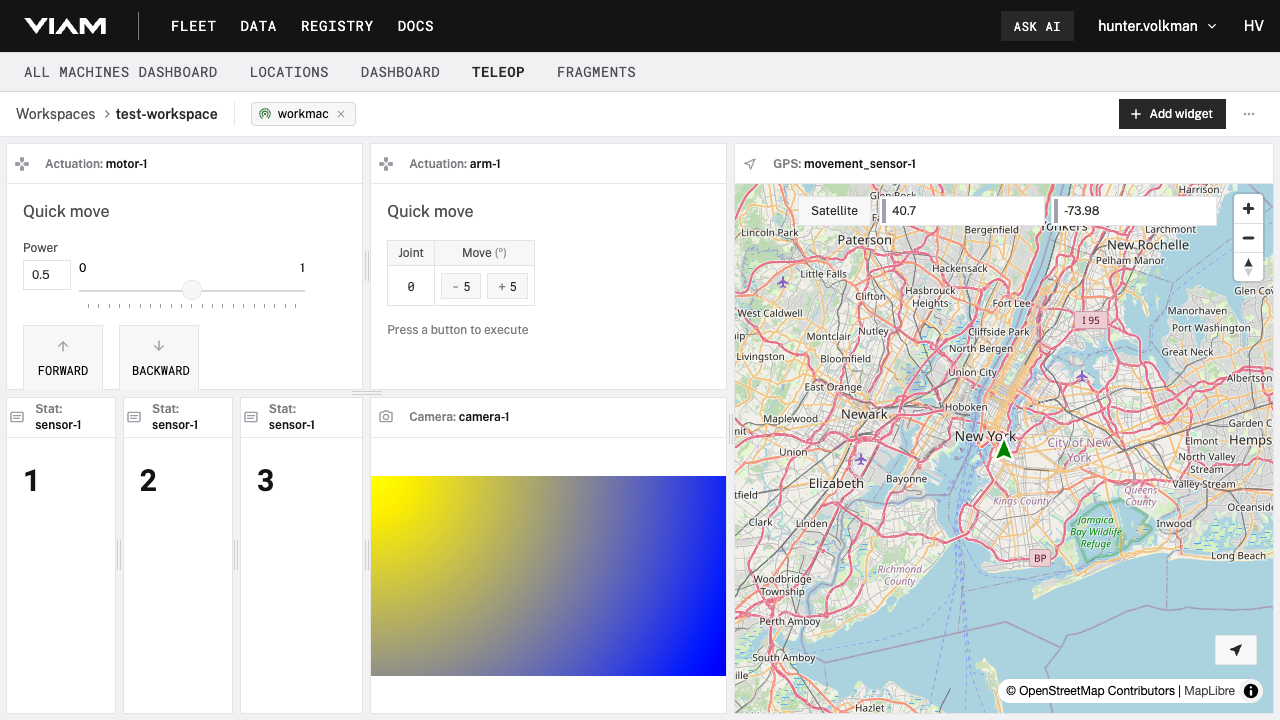 VIAM
FLEET DATA REGISTRY DOCS
ASK AI
hunter.volkman
HV
ALL MACHINES DASHBOARD LOCATIONS DASHBOARD TELEOP FRAGMENTS
Workspaces > test-workspace
workmac ×
+ Add widget
...
Actuation: motor-1
Quick move
Power
0.5
0 1
FORWARD
BACKWARD
Actuation: arm-1
Quick move
Joint Move (°)
0 - 5 + 5
Press a button to execute
Stat:
sensor-1
1
Stat:
sensor-1
2
Stat:
sensor-1
3
Camera: camera-1
GPS: movement_sensor-1
Satellite
40.7
-73.98
Harrison
Lincoln Park
Paterson
Bergenfield
Larchmont
New Rochelle
Pelham Manor
Little Falls
Hackensack
Clifton
Hasbrouck
Heights
Fort Lee
Glen Cov
West Caldwell
I 95
Manorhaven
Montclair
Nutley
Cliffside Park
Port Washington
Livingston
Bloomfield
North Bergen
Great Neck
Union City
East Orange
Albertson
Hoboken
Maplewood
Newark
Garden C
New York
City of New
York
Elmont
Hemps
Union
North Valley
Stream
Elizabeth
Bayonne
Valley Stream
Kings County
Queens
County
Oceanside
tfield
Clark
Linden
Jamaica
Bay Wildlife
Refuge
Inwood
BP
Long Beach
Richmond
County
Woodbridge
Township
Perth Amboy
South Amboy
ville
Hazlet
© OpenStreetMap Contributors | MapLibre